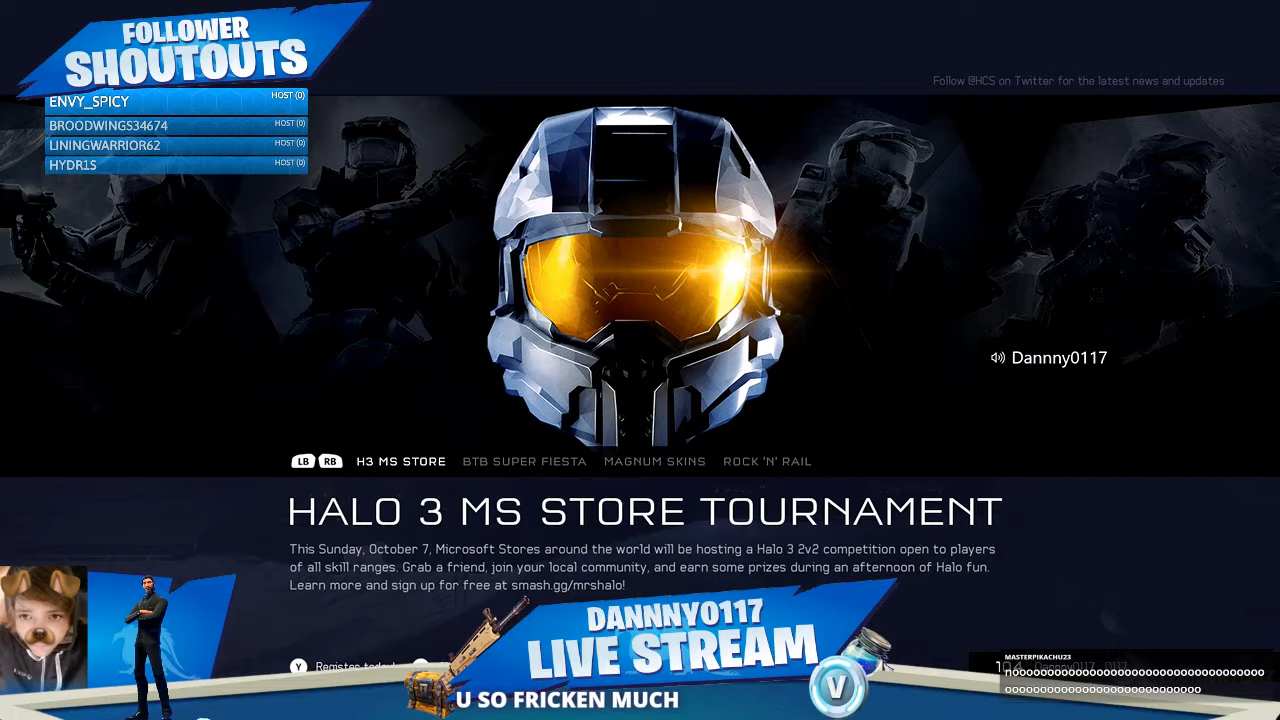 FOLLOWER
SHOUTOUTS
ENVY_SPICY HOST (0)
BROODWINGS34674 HOST (0)
LININGWARRIOR62 HOST (0)
HYDR1S HOST (0)
Follow @HCS on Twitter for the latest news and updates
Dannny0117
LB RB H3 MS STORE BTB SUPER FIESTA MAGNUM SKINS ROCK 'N' RAIL
HALO 3 MS STORE TOURNAMENT
This Sunday, October 7, Microsoft Stores around the world will be hosting a Halo 3 2v2 competition open to players
of all skill ranges. Grab a friend, join your local community, and earn some prizes during an afternoon of Halo fun.
Learn more and sign up for free at smash.gg/mrshalo!
Y Register today!
DANNNY0117
LIVE STREAM
U SO FRICKEN MUCH
V
MASTERPIKACHU23
104 Dannny0117 · D117